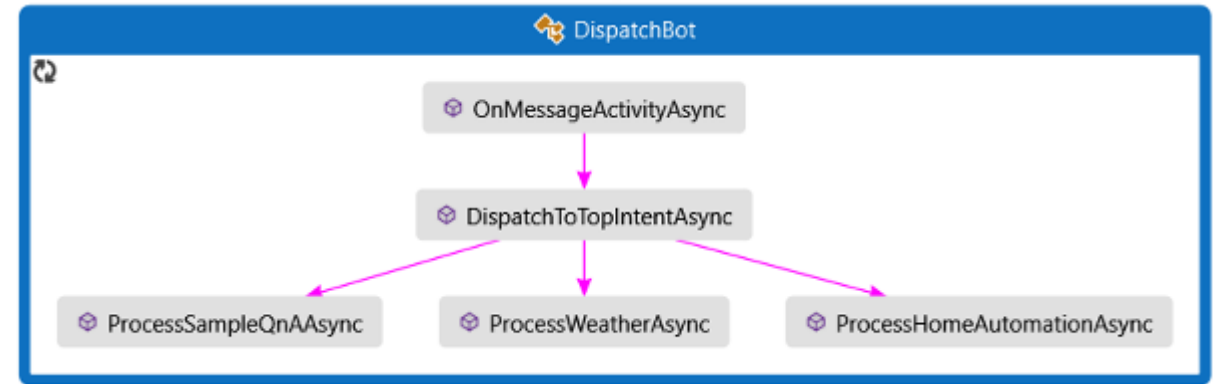 DispatchBot
OnMessageActivityAsync
DispatchToTopIntentAsync
ProcessSampleQnAAsync
ProcessWeatherAsync
ProcessHomeAutomationAsync